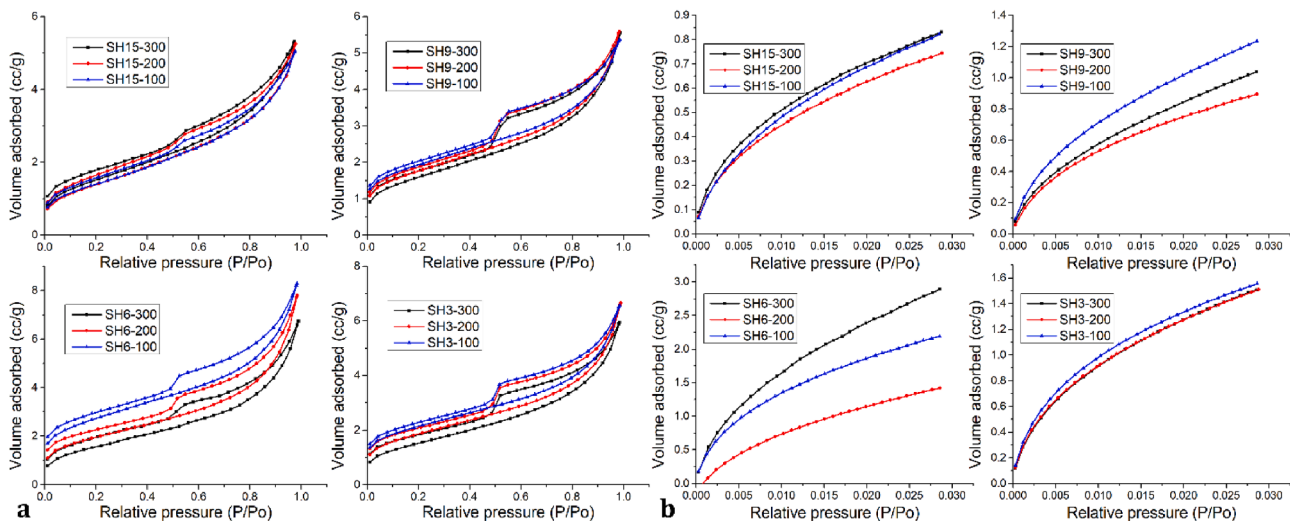 6
4
2
0
Volume adsorbed (cc/g)
SH15-300
SH15-200
SH15-100
0.0 0.2 0.4 0.6 0.8 1.0
Relative pressure (P/Po)
6
5
4
3
2
1
0
Volume adsorbed (cc/g)
SH9-300
SH9-200
SH9-100
0.0 0.2 0.4 0.6 0.8 1.0
Relative pressure (P/Po)
0.9
0.8
0.7
0.6
0.5
0.4
0.3
0.2
0.1
0.0
Volume adsorbed (cc/g)
SH15-300
SH15-200
SH15-100
0.000 0.005 0.010 0.015 0.020 0.025 0.030
Relative pressure (P/Po)
1.4
1.2
1.0
0.8
0.6
0.4
0.2
0.0
Volume adsorbed (cc/g)
SH9-300
SH9-200
SH9-100
0.000 0.005 0.010 0.015 0.020 0.025 0.030
Relative pressure (P/Po)
8
6
4
2
0
Volume adsorbed (cc/g)
SH6-300
SH6-200
SH6-100
0.0 0.2 0.4 0.6 0.8 1.0
Relative pressure (P/Po)
a
8
6
4
2
0
Volume adsorbed (cc/g)
SH3-300
SH3-200
SH3-100
0.0 0.2 0.4 0.6 0.8 1.0
Relative pressure (P/Po)
3.0
2.5
2.0
1.5
1.0
0.5
0.0
Volume adsorbed (cc/g)
SH6-300
SH6-200
SH6-100
0.000 0.005 0.010 0.015 0.020 0.025 0.030
Relative pressure (P/Po)
b
1.6
1.4
1.2
1.0
0.8
0.6
0.4
0.2
0.0
Volume adsorbed (cc/g)
SH3-300
SH3-200
SH3-100
0.000 0.005 0.010 0.015 0.020 0.025 0.030
Relative pressure (P/Po)